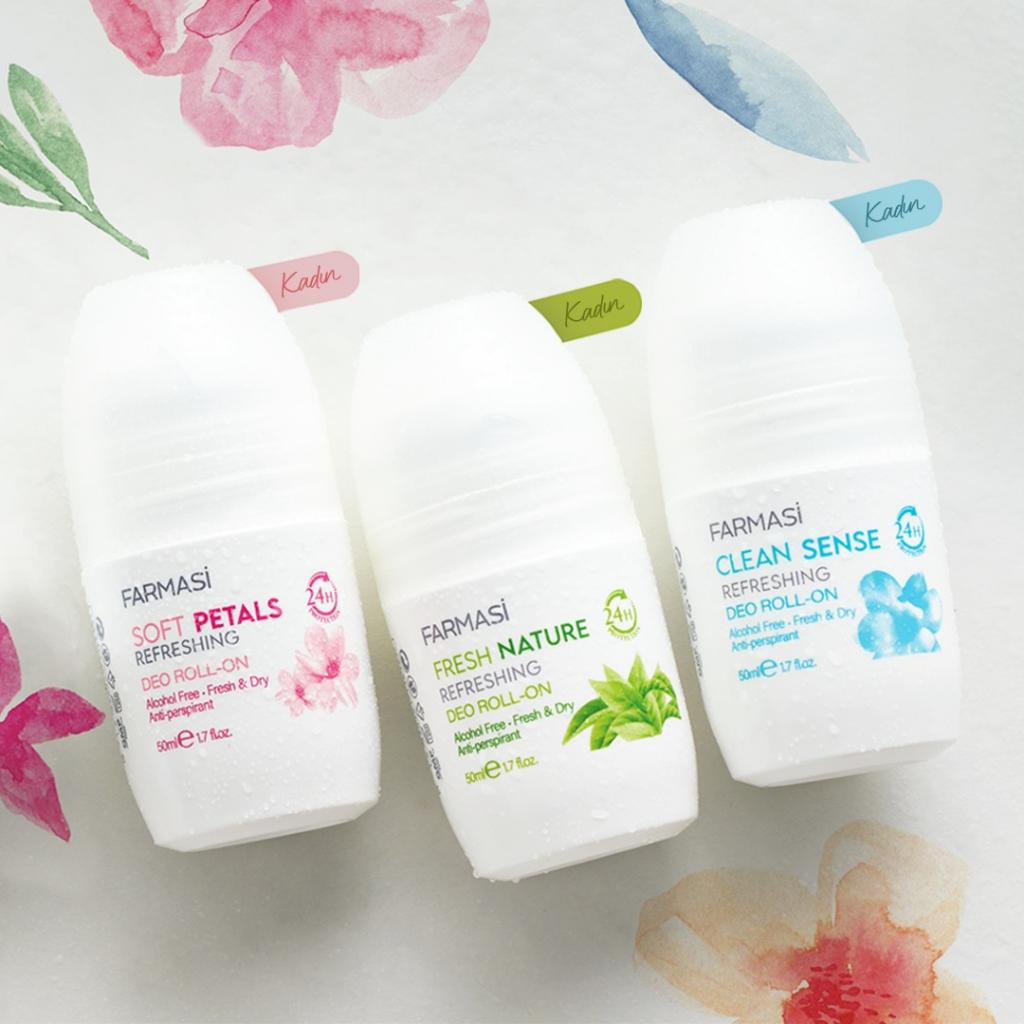 Kadın
FARMASİ
SOFT PETALS
REFRESHING
DEO ROLL-ON
Alcohol Free • Fresh & Dry
Anti-perspirant
50ml e 1.7 fl.oz.
24H
Kadın
FARMASİ
FRESH NATURE
REFRESHING
DEO ROLL-ON
Alcohol Free • Fresh & Dry
Anti-perspirant
50ml e 1.7 fl.oz.
24H
Kadın
FARMASİ
CLEAN SENSE
REFRESHING
DEO ROLL-ON
Alcohol Free • Fresh & Dry
Anti-perspirant
50ml e 1.7 fl.oz.
24H